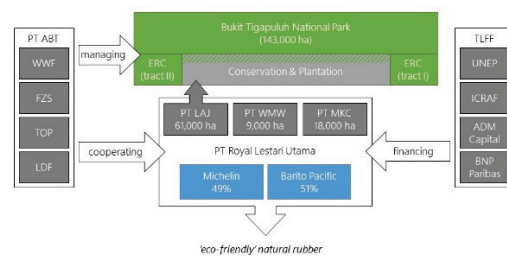 PT ABT
WWF
FZS
TOP
LDF
managing
cooperating
Bukit Tigapuluh National Park
(143,000 ha)
ERC
(tract II)
Conservation & Plantation
ERC
(tract I)
PT LAJ
61,000 ha
PT WMW
9,000 ha
PT MKC
18,000 ha
PT Royal Lestari Utama
Michelin
49%
Barito Pacific
51%
financing
TLFF
UNEP
ICRAF
ADM
Capital
BNP
Paribas
'eco-friendly' natural rubber